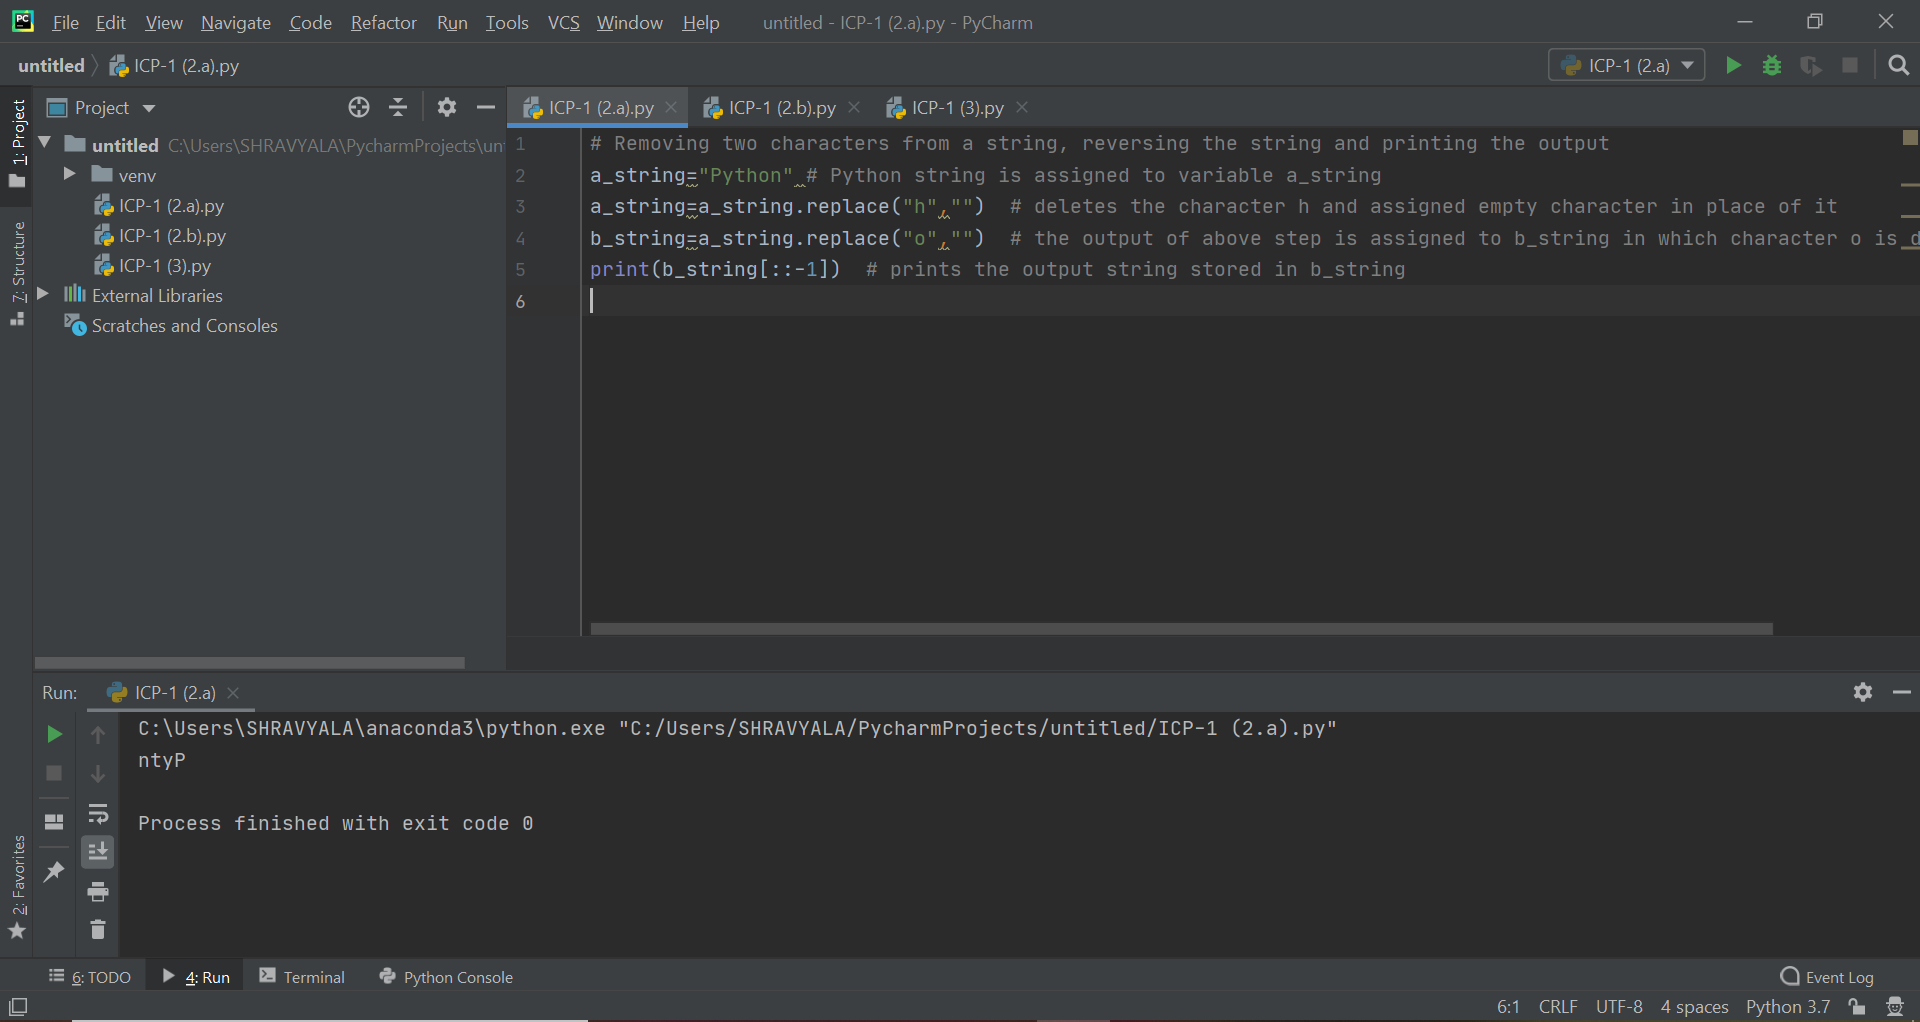 PC File Edit View Navigate Code Refactor Run Tools VCS Window Help untitled - ICP-1 (2.a).py - PyCharm
untitled ICP-1 (2.a).py ICP-1 (2.a)
1: Project
7: Structure
2: Favorites
Project
untitled C:\Users\SHRAVYALA\PycharmProjects\un
venv
ICP-1 (2.a).py
ICP-1 (2.b).py
ICP-1 (3).py
External Libraries
Scratches and Consoles
ICP-1 (2.a).py ICP-1 (2.b).py ICP-1 (3).py
1 # Removing two characters from a string, reversing the string and printing the output
2 a_string="Python" # Python string is assigned to variable a_string
3 a_string=a_string.replace("h","")  # deletes the character h and assigned empty character in place of it
4 b_string=a_string.replace("o","")  # the output of above step is assigned to b_string in which character o is d
5 print(b_string[::-1])  # prints the output string stored in b_string
6
Run: ICP-1 (2.a)
C:\Users\SHRAVYALA\anaconda3\python.exe "C:/Users/SHRAVYALA/PycharmProjects/untitled/ICP-1 (2.a).py"
ntyP
Process finished with exit code 0
6: TODO 4: Run Terminal Python Console Event Log
6:1 CRLF UTF-8 4 spaces Python 3.7